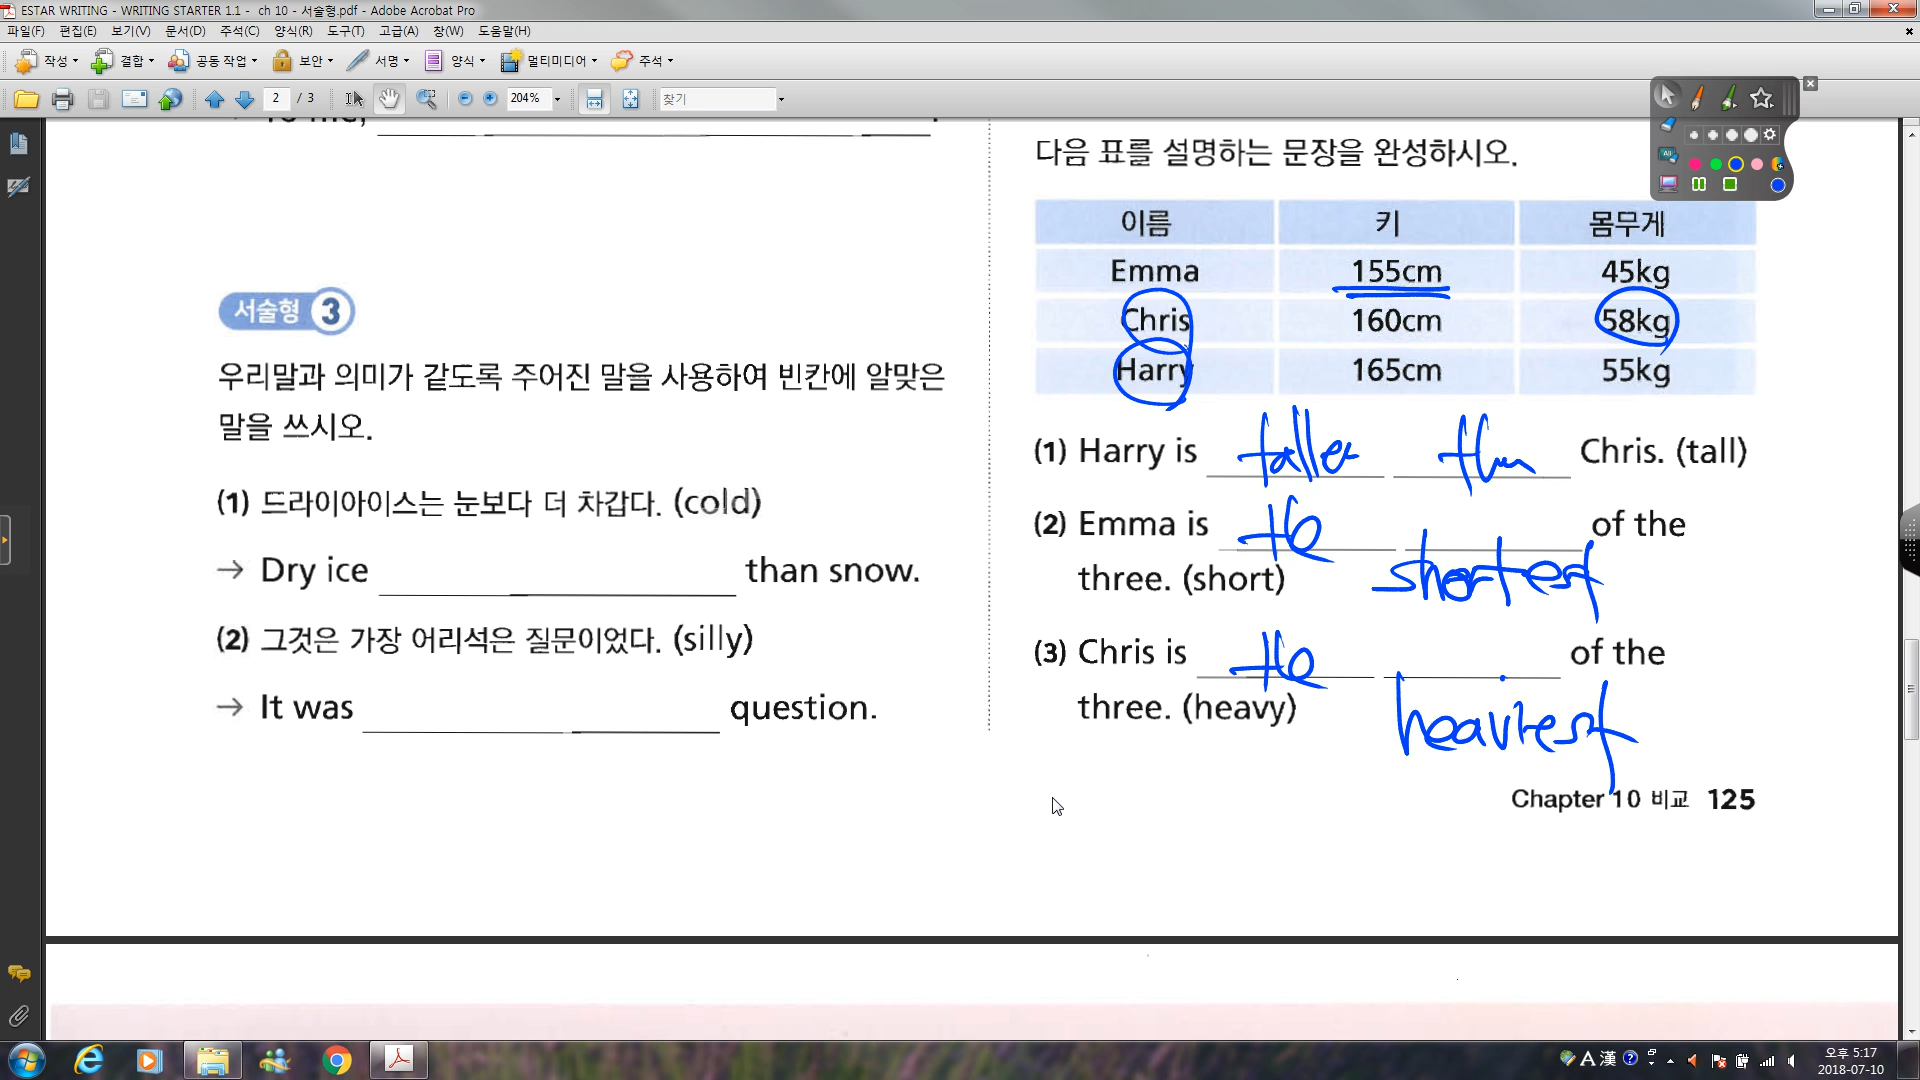 ESTAR WRITING - WRITING STARTER 1.1 - ch 10 - 서술형.pdf - Adobe Acrobat Pro
파일(F) 편집(E) 보기(V) 문서(D) 주석(C) 양식(R) 도구(T) 고급(A) 창(W) 도움말(H)
작성 결합 공동 작업 보안 서명 양식 멀티미디어 주석
2 / 3 204% 찾기
To me, .
서술형 3
우리말과 의미가 같도록 주어진 말을 사용하여 빈칸에 알맞은
말을 쓰시오.
(1) 드라이아이스는 눈보다 더 차갑다. (cold)
→ Dry ice than snow.
(2) 그것은 가장 어리석은 질문이었다. (silly)
→ It was question.
다음 표를 설명하는 문장을 완성하시오.
이름 키 몸무게
Emma 155cm 45kg
Chris 160cm 58kg
Harry 165cm 55kg
(1) Harry is taller than Chris. (tall)
(2) Emma is the shortest of the
three. (short)
(3) Chris is the heaviest of the
three. (heavy)
Chapter 10 비교 125
A 漢
오후 5:17
2018-07-10